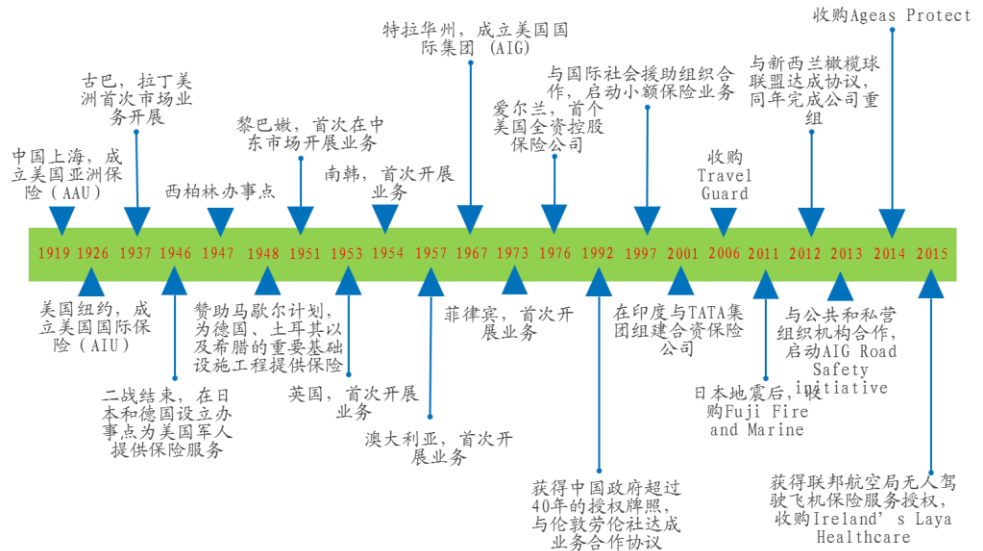 收购Ageas Protect
特拉华州，成立美国国
际集团 (AIG)
与新西兰橄榄球
联盟达成协议，
同年完成公司重
组
与国际社会援助组织合
作，启动小额保险业务
古巴，拉丁美
洲首次市场业
务开展
爱尔兰，首个
美国全资控股
保险公司
黎巴嫩，首次在中
东市场开展业务
中国上海，成
立美国亚洲保
险（AAU）
西柏林办事点
南韩，首次开展
业务
收购
Travel
Guard
1919 1926 1937 1946 1947 1948 1951 1953 1954 1957 1967 1973 1976 1992 1997 2001 2006 2011 2012 2013 2014 2015
美国纽约，成
立美国国际保
险（AIU）
赞助马歇尔计划，
为德国、土耳其以
及希腊的重要基础
设施工程提供保险
菲律宾，首次开
展业务
在印度与TATA集
团组建合资保险
公司
与公共和私营
组织机构合作，
启动AIG Road
Safety
initiative
二战结束，在日
本和德国设立办
事点为美国军人
提供保险服务
英国，首次开展
业务
日本地震后，收
购Fuji Fire
and Marine
澳大利亚，首次开
展业务
获得中国政府超过
40年的授权牌照，
与伦敦劳伦社达成
业务合作协议
获得联邦航空局无人驾
驶飞机保险服务授权，
收购Ireland’s Laya
Healthcare